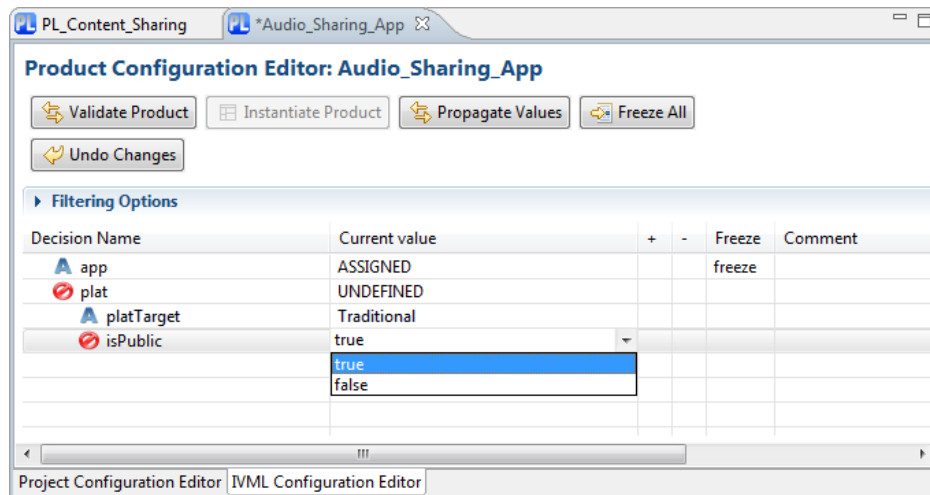 PL PL_Content_Sharing PL *Audio_Sharing_App
Product Configuration Editor: Audio_Sharing_App
Validate Product Instantiate Product Propagate Values Freeze All
Undo Changes
Filtering Options
Decision Name Current value + - Freeze Comment
A app ASSIGNED freeze
plat UNDEFINED
A platTarget Traditional
isPublic true
true
false
Project Configuration Editor IVML Configuration Editor